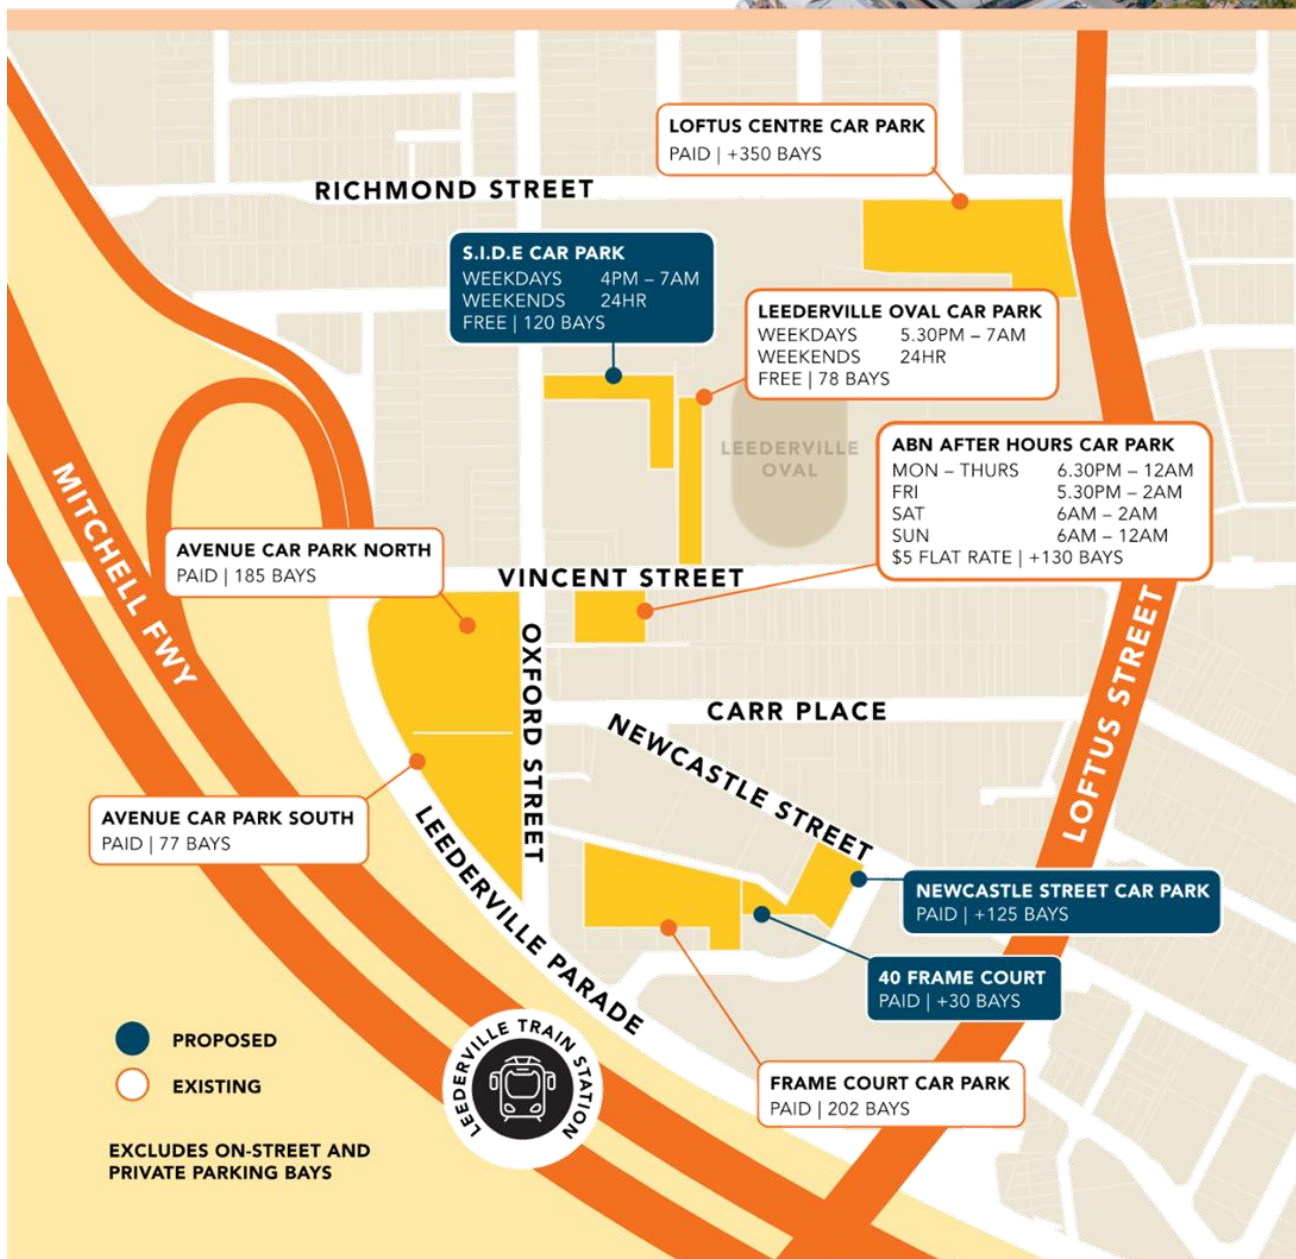 LOFTUS CENTRE CAR PARK
PAID | +350 BAYS
RICHMOND STREET
S.I.D.E CAR PARK
WEEKDAYS 4PM – 7AM
WEEKENDS 24HR
FREE | 120 BAYS
LEEDERVILLE OVAL CAR PARK
WEEKDAYS 5.30PM – 7AM
WEEKENDS 24HR
FREE | 78 BAYS
LEEDERVILLE
OVAL
ABN AFTER HOURS CAR PARK
MON – THURS 6.30PM – 12AM
FRI 5.30PM – 2AM
SAT 6AM – 2AM
SUN 6AM – 12AM
$5 FLAT RATE | +130 BAYS
MITCHELL FWY
AVENUE CAR PARK NORTH
PAID | 185 BAYS
VINCENT STREET
OXFORD STREET
LOFTUS STREET
CARR PLACE
NEWCASTLE STREET
AVENUE CAR PARK SOUTH
PAID | 77 BAYS
LEEDERVILLE PARADE
NEWCASTLE STREET CAR PARK
PAID | +125 BAYS
40 FRAME COURT
PAID | +30 BAYS
FRAME COURT CAR PARK
PAID | 202 BAYS
LEEDERVILLE TRAIN STATION
PROPOSED
EXISTING
EXCLUDES ON-STREET AND
PRIVATE PARKING BAYS